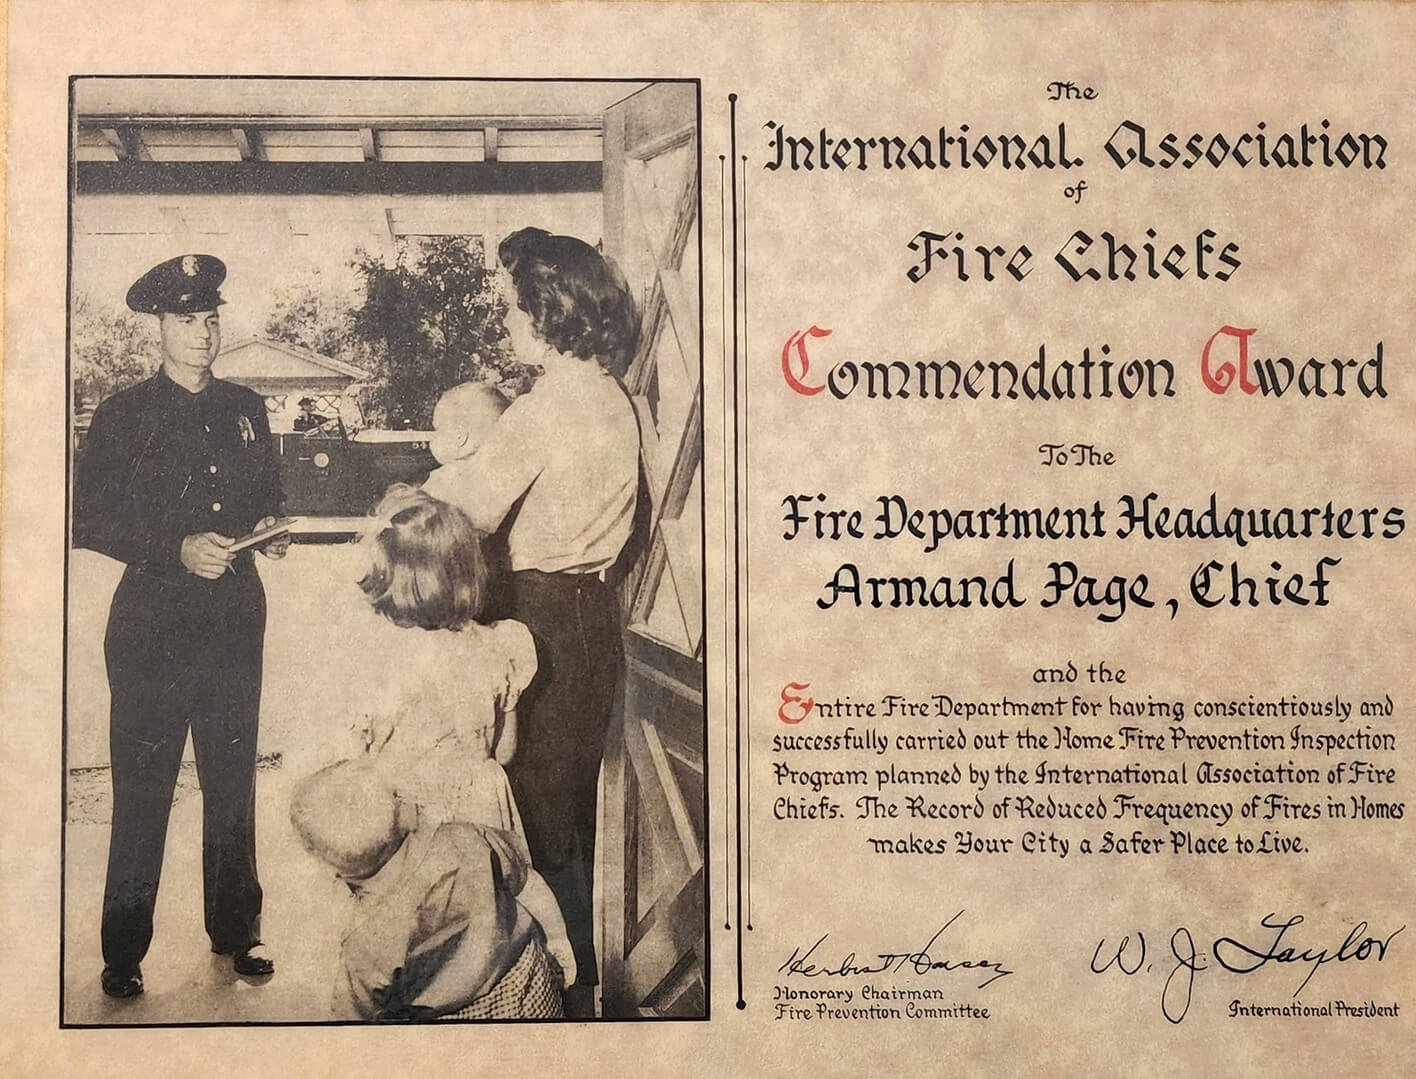 The
International Association
of
Fire Chiefs
Commendation Award
To The
Fire Department Headquarters
Armand Page, Chief
and the
Entire Fire Department for having conscientiously and
successfully carried out the Home Fire Prevention Inspection
Program planned by the International Association of Fire
Chiefs. The Record of Reduced Frequency of Fires in Homes
makes Your City a Safer Place to Live.
W. J. Taylor
Honorary Chairman
Fire Prevention Committee
International President